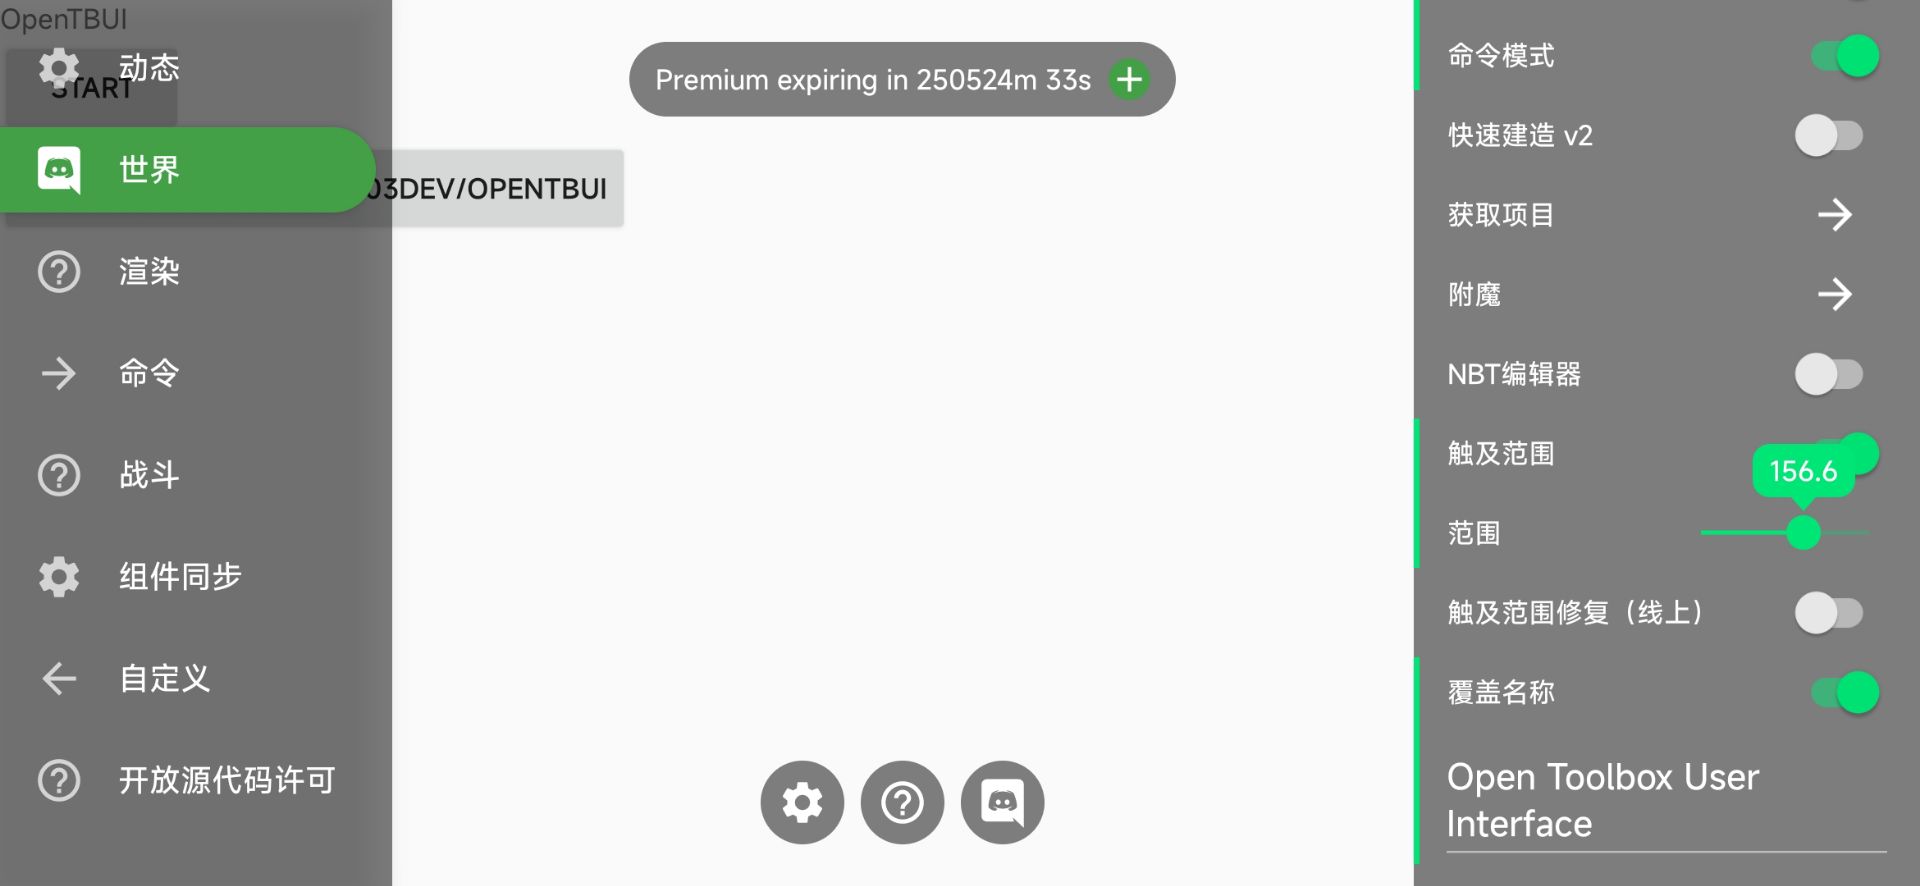 OpenTBUI
动态
START
世界
03DEV/OPENTBUI
渲染
命令
战斗
组件同步
自定义
开放源代码许可
Premium expiring in 250524m 33s
命令模式
快速建造 v2
获取项目
附魔
NBT编辑器
触及范围
156.6
范围
触及范围修复（线上）
覆盖名称
Open Toolbox User
Interface